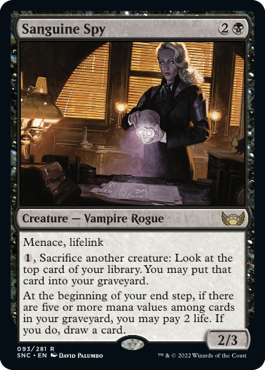 Sanguine Spy 2
Creature — Vampire Rogue
Menace, lifelink
1, Sacrifice another creature: Look at the
top card of your library. You may put that
card into your graveyard.
At the beginning of your end step, if there
are five or more mana values among cards
in your graveyard, you may pay 2 life. If
you do, draw a card.
2/3
093/281 R
SNC • EN DAVID PALUMBO
™ & © 2022 Wizards of the Coast